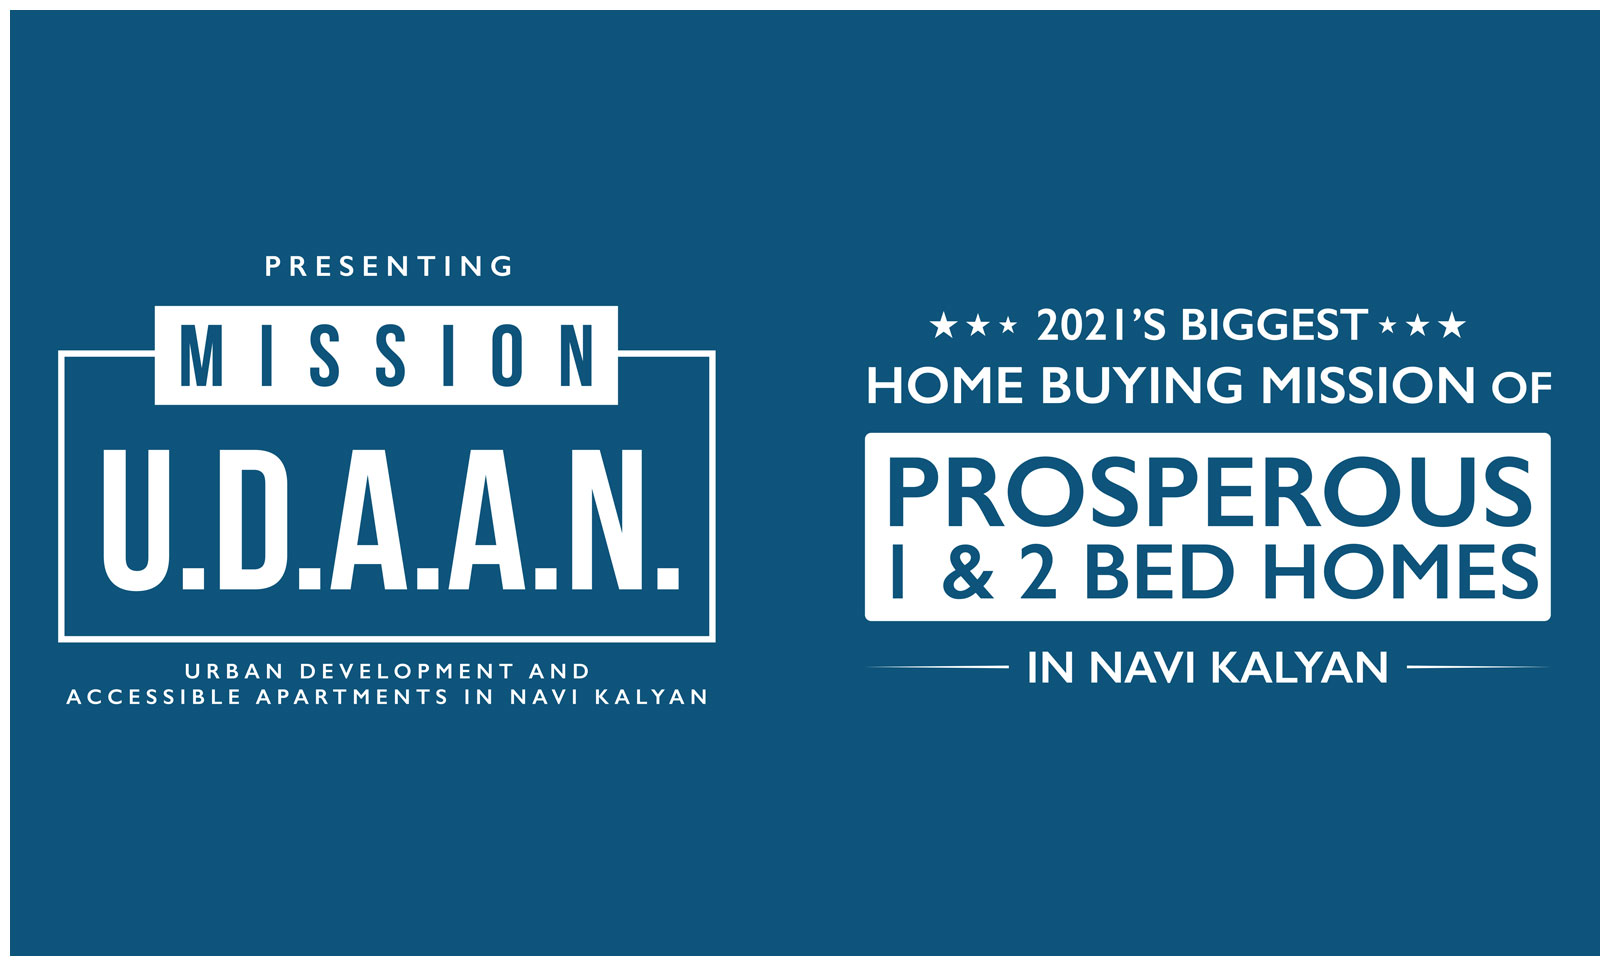 PRESENTING
MISSION
U.D.A.A.N.
URBAN DEVELOPMENT AND
ACCESSIBLE APARTMENTS IN NAVI KALYAN
2021'S BIGGEST
HOME BUYING MISSION OF
PROSPEROUS
1 & 2 BED HOMES
IN NAVI KALYAN